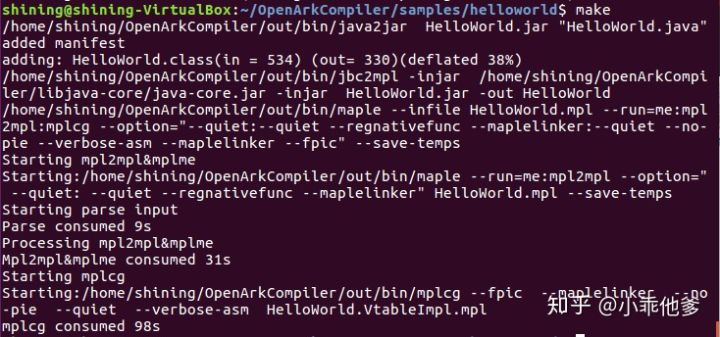 shining@shining-VirtualBox:~/OpenArkCompiler/samples/helloworld$ make
/home/shining/OpenArkCompiler/out/bin/java2jar  HelloWorld.jar "HelloWorld.java"
added manifest
adding: HelloWorld.class(in = 534) (out= 330)(deflated 38%)
/home/shining/OpenArkCompiler/out/bin/jbc2mpl -injar  /home/shining/OpenArkCompi
ler/libjava-core/java-core.jar -injar  HelloWorld.jar -out HelloWorld
/home/shining/OpenArkCompiler/out/bin/maple --infile HelloWorld.mpl --run=me:mpl
2mpl:mplcg --option="--quiet:--quiet --regnativefunc --maplelinker:--quiet --no-
pie --verbose-asm --maplelinker --fpic" --save-temps
Starting mpl2mpl&mplme
Starting:/home/shining/OpenArkCompiler/out/bin/maple --run=me:mpl2mpl --option="
 --quiet: --quiet --regnativefunc --maplelinker" HelloWorld.mpl --save-temps
Starting parse input
Parse consumed 9s
Processing mpl2mpl&mplme
Mpl2mpl&mplme consumed 31s
Starting mplcg
Starting:/home/shining/OpenArkCompiler/out/bin/mplcg --fpic  --maplelinker  --no
-pie  --quiet  --verbose-asm  HelloWorld.VtableImpl.mpl
mplcg consumed 98s
知乎 @小乖他爹